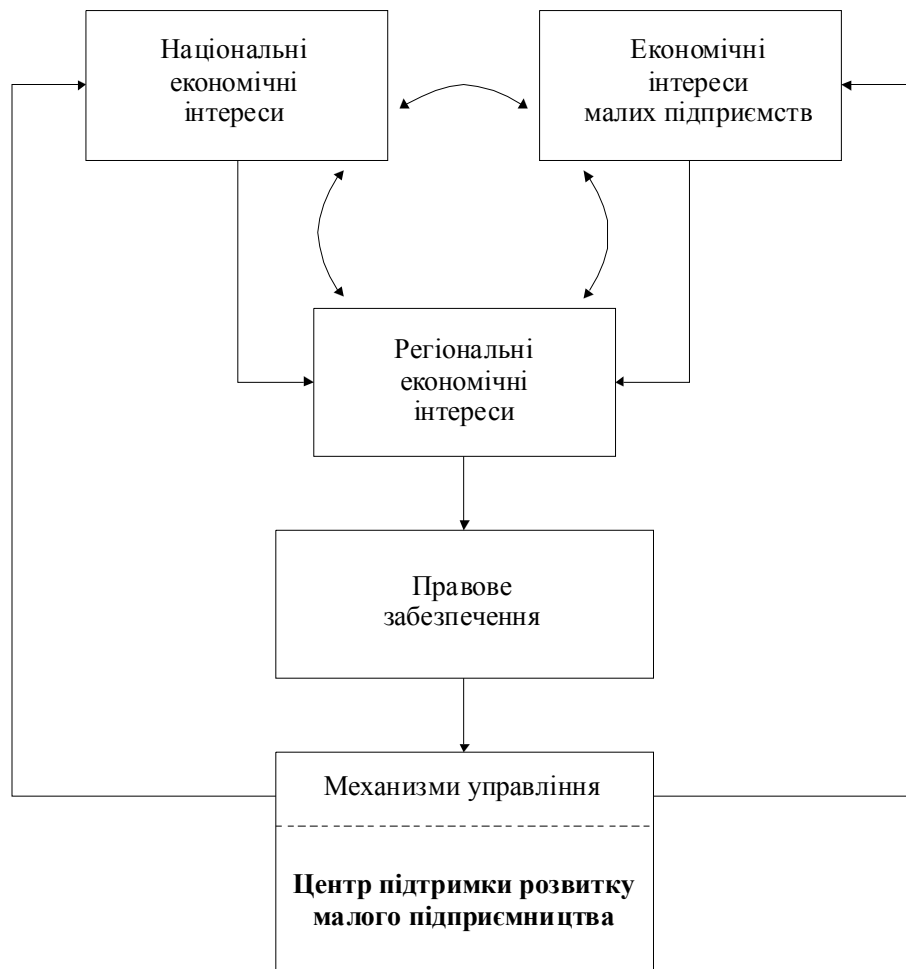 Національні
економічні
інтереси
Економічні
інтереси
малих підприємств
Регіональні
економічні
інтереси
Правове
забезпечення
Механизми управління
Центр підтримки розвитку
малого підприємництва